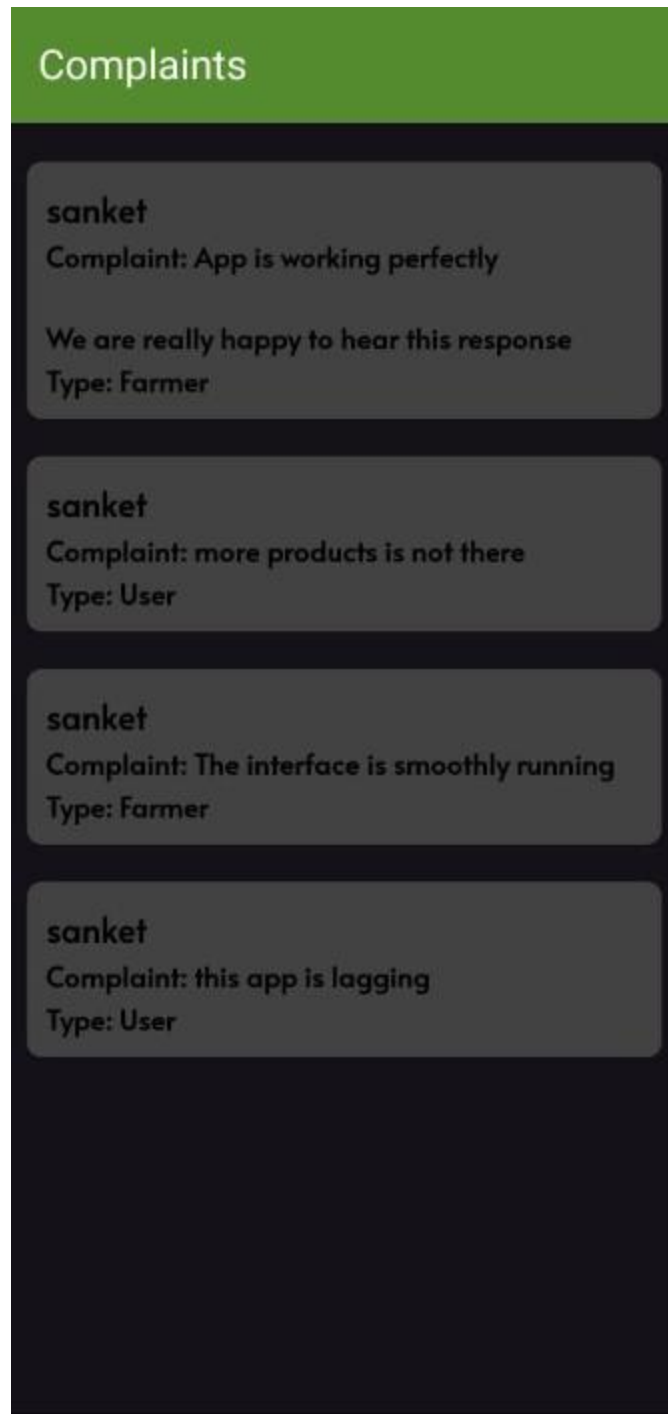 Complaints
sanket
Complaint: App is working perfectly
We are really happy to hear this response
Type: Farmer
sanket
Complaint: more products is not there
Type: User
sanket
Complaint: The interface is smoothly running
Type: Farmer
sanket
Complaint: this app is lagging
Type: User